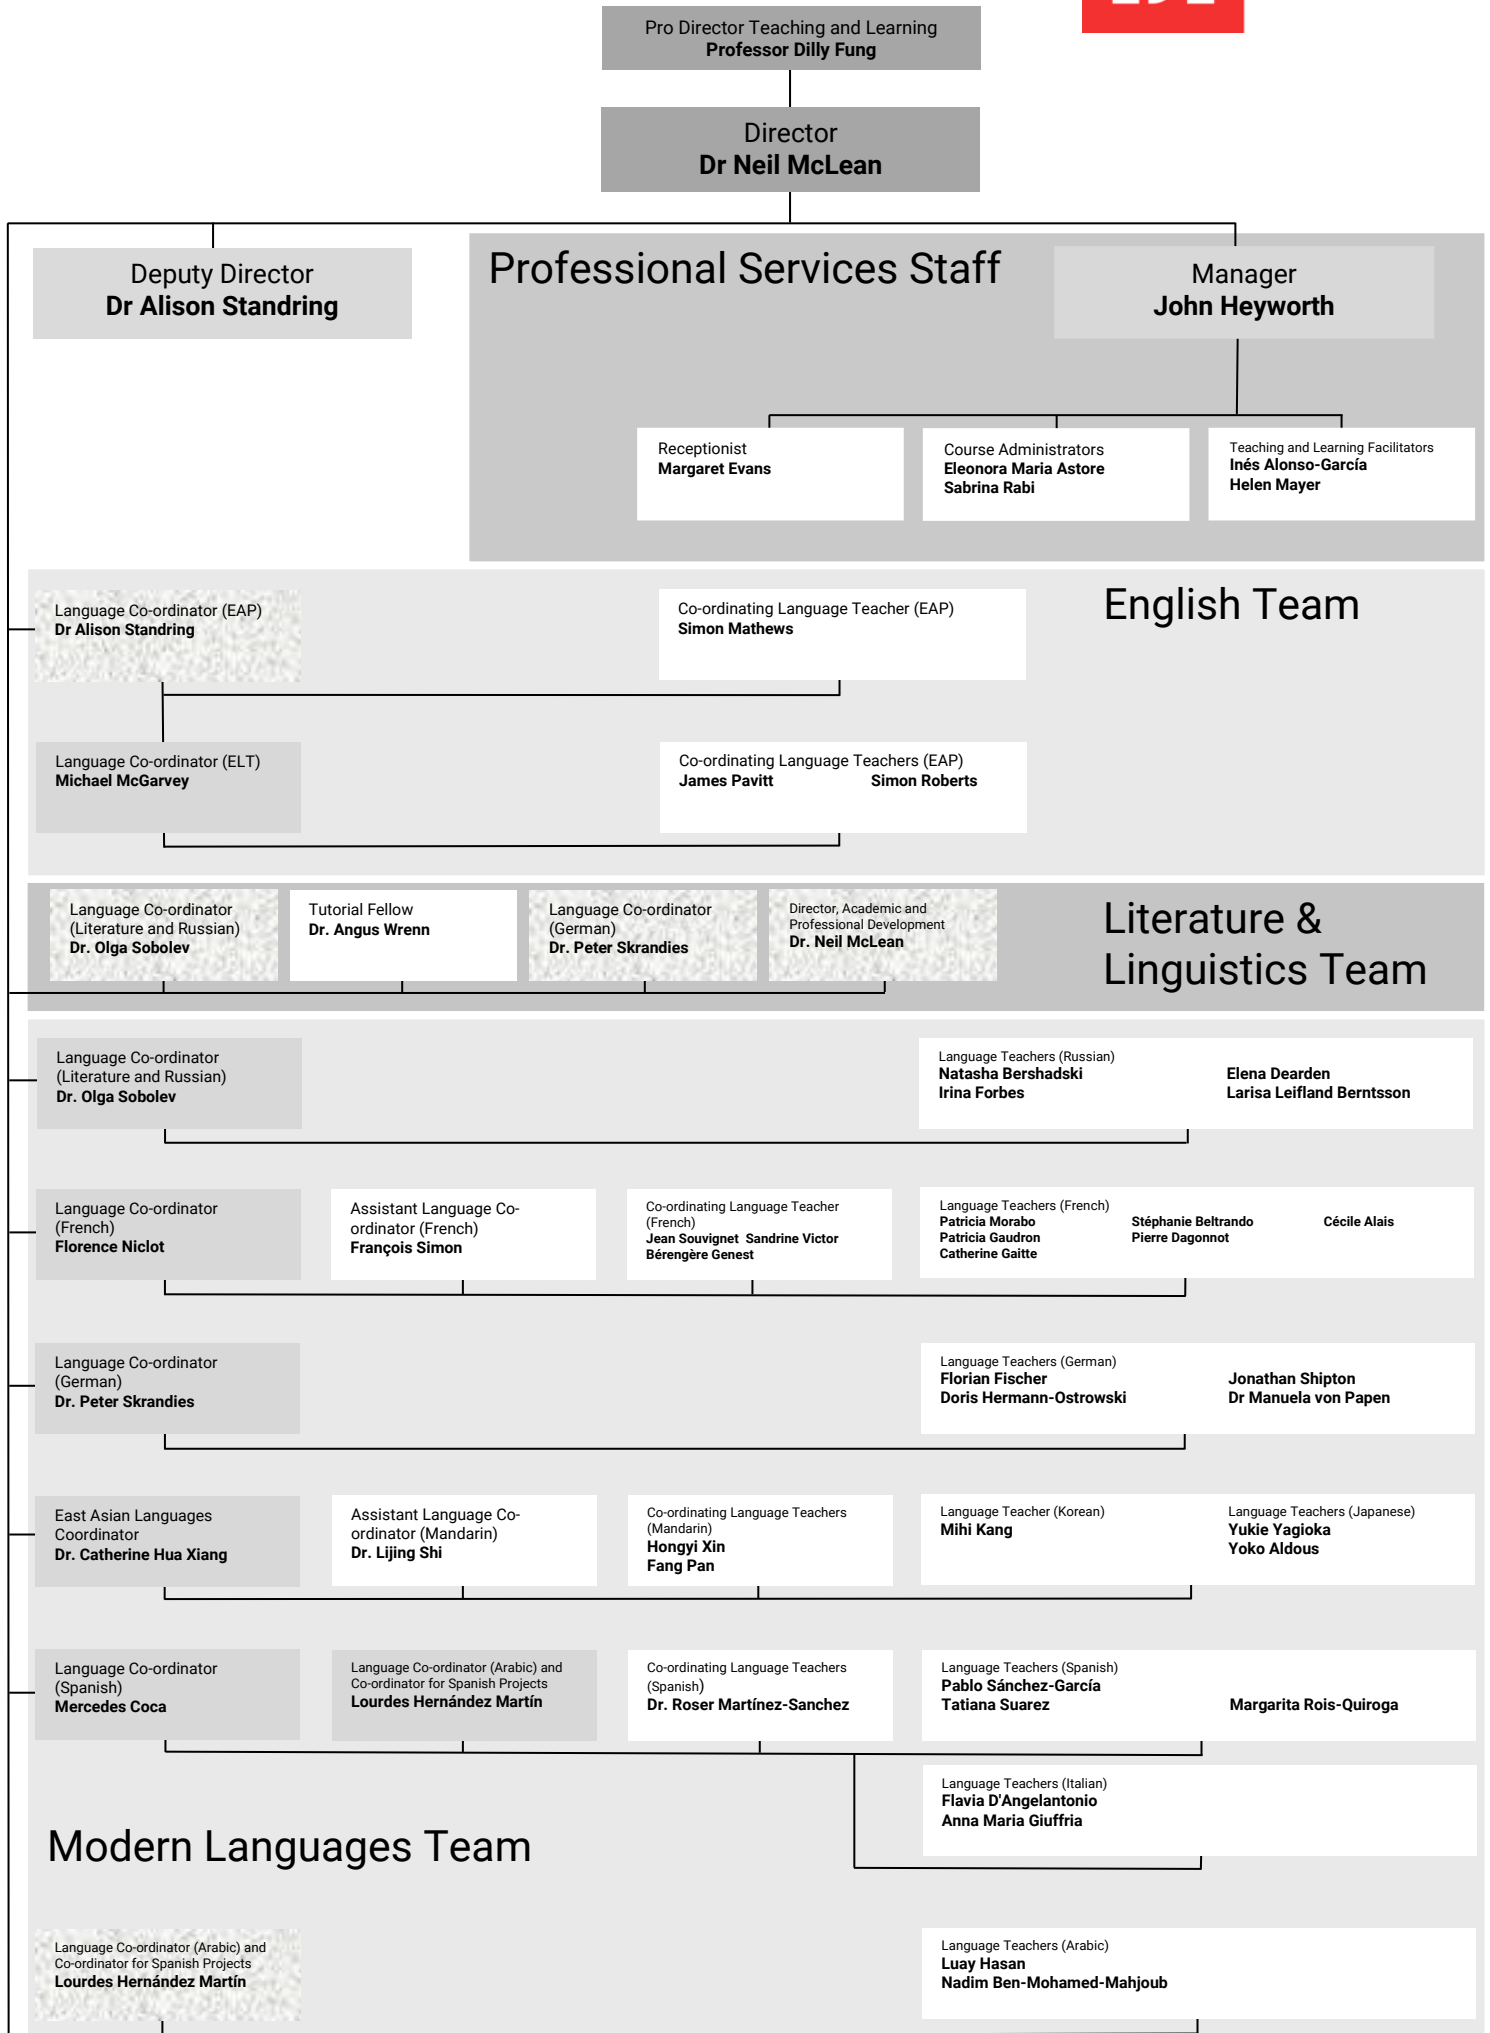 Pro Director Teaching and Learning
Professor Dilly Fung
Director
Dr Neil McLean
Deputy Director
Dr Alison Standring
Professional Services Staff
Manager
John Heyworth
Receptionist
Margaret Evans
Course Administrators
Eleonora Maria Astore
Sabrina Rabi
Teaching and Learning Facilitators
Inés Alonso-García
Helen Mayer
English Team
Language Co-ordinator (EAP)
Dr Alison Standring
Co-ordinating Language Teacher (EAP)
Simon Mathews
Language Co-ordinator (ELT)
Michael McGarvey
Co-ordinating Language Teachers (EAP)
James Pavitt Simon Roberts
Language Co-ordinator
(Literature and Russian)
Dr. Olga Sobolev
Tutorial Fellow
Dr. Angus Wrenn
Language Co-ordinator
(German)
Dr. Peter Skrandies
Director, Academic and
Professional Development
Dr. Neil McLean
Literature &
Linguistics Team
Language Co-ordinator
(Literature and Russian)
Dr. Olga Sobolev
Language Teachers (Russian)
Natasha Bershadski Elena Dearden
Irina Forbes Larisa Leifland Berntsson
Language Co-ordinator
(French)
Florence Niclot
Assistant Language Co-
ordinator (French)
François Simon
Co-ordinating Language Teacher
(French)
Jean Souvignet Sandrine Victor
Bérengère Genest
Language Teachers (French)
Patricia Morabo Stéphanie Beltrando Cécile Alais
Patricia Gaudron Pierre Dagonnot
Catherine Gaitte
Language Co-ordinator
(German)
Dr. Peter Skrandies
Language Teachers (German)
Florian Fischer Jonathan Shipton
Doris Hermann-Ostrowski Dr Manuela von Papen
East Asian Languages
Coordinator
Dr. Catherine Hua Xiang
Assistant Language Co-
ordinator (Mandarin)
Dr. Lijing Shi
Co-ordinating Language Teachers
(Mandarin)
Hongyi Xin
Fang Pan
Language Teacher (Korean)
Mihi Kang
Language Teachers (Japanese)
Yukie Yagioka
Yoko Aldous
Language Co-ordinator
(Spanish)
Mercedes Coca
Language Co-ordinator (Arabic) and
Co-ordinator for Spanish Projects
Lourdes Hernández Martín
Co-ordinating Language Teachers
(Spanish)
Dr. Roser Martínez-Sanchez
Language Teachers (Spanish)
Pablo Sánchez-García
Tatiana Suarez Margarita Rois-Quiroga
Language Teachers (Italian)
Flavia D'Angelantonio
Anna Maria Giuffria
Modern Languages Team
Language Co-ordinator (Arabic) and
Co-ordinator for Spanish Projects
Lourdes Hernández Martín
Language Teachers (Arabic)
Luay Hasan
Nadim Ben-Mohamed-Mahjoub